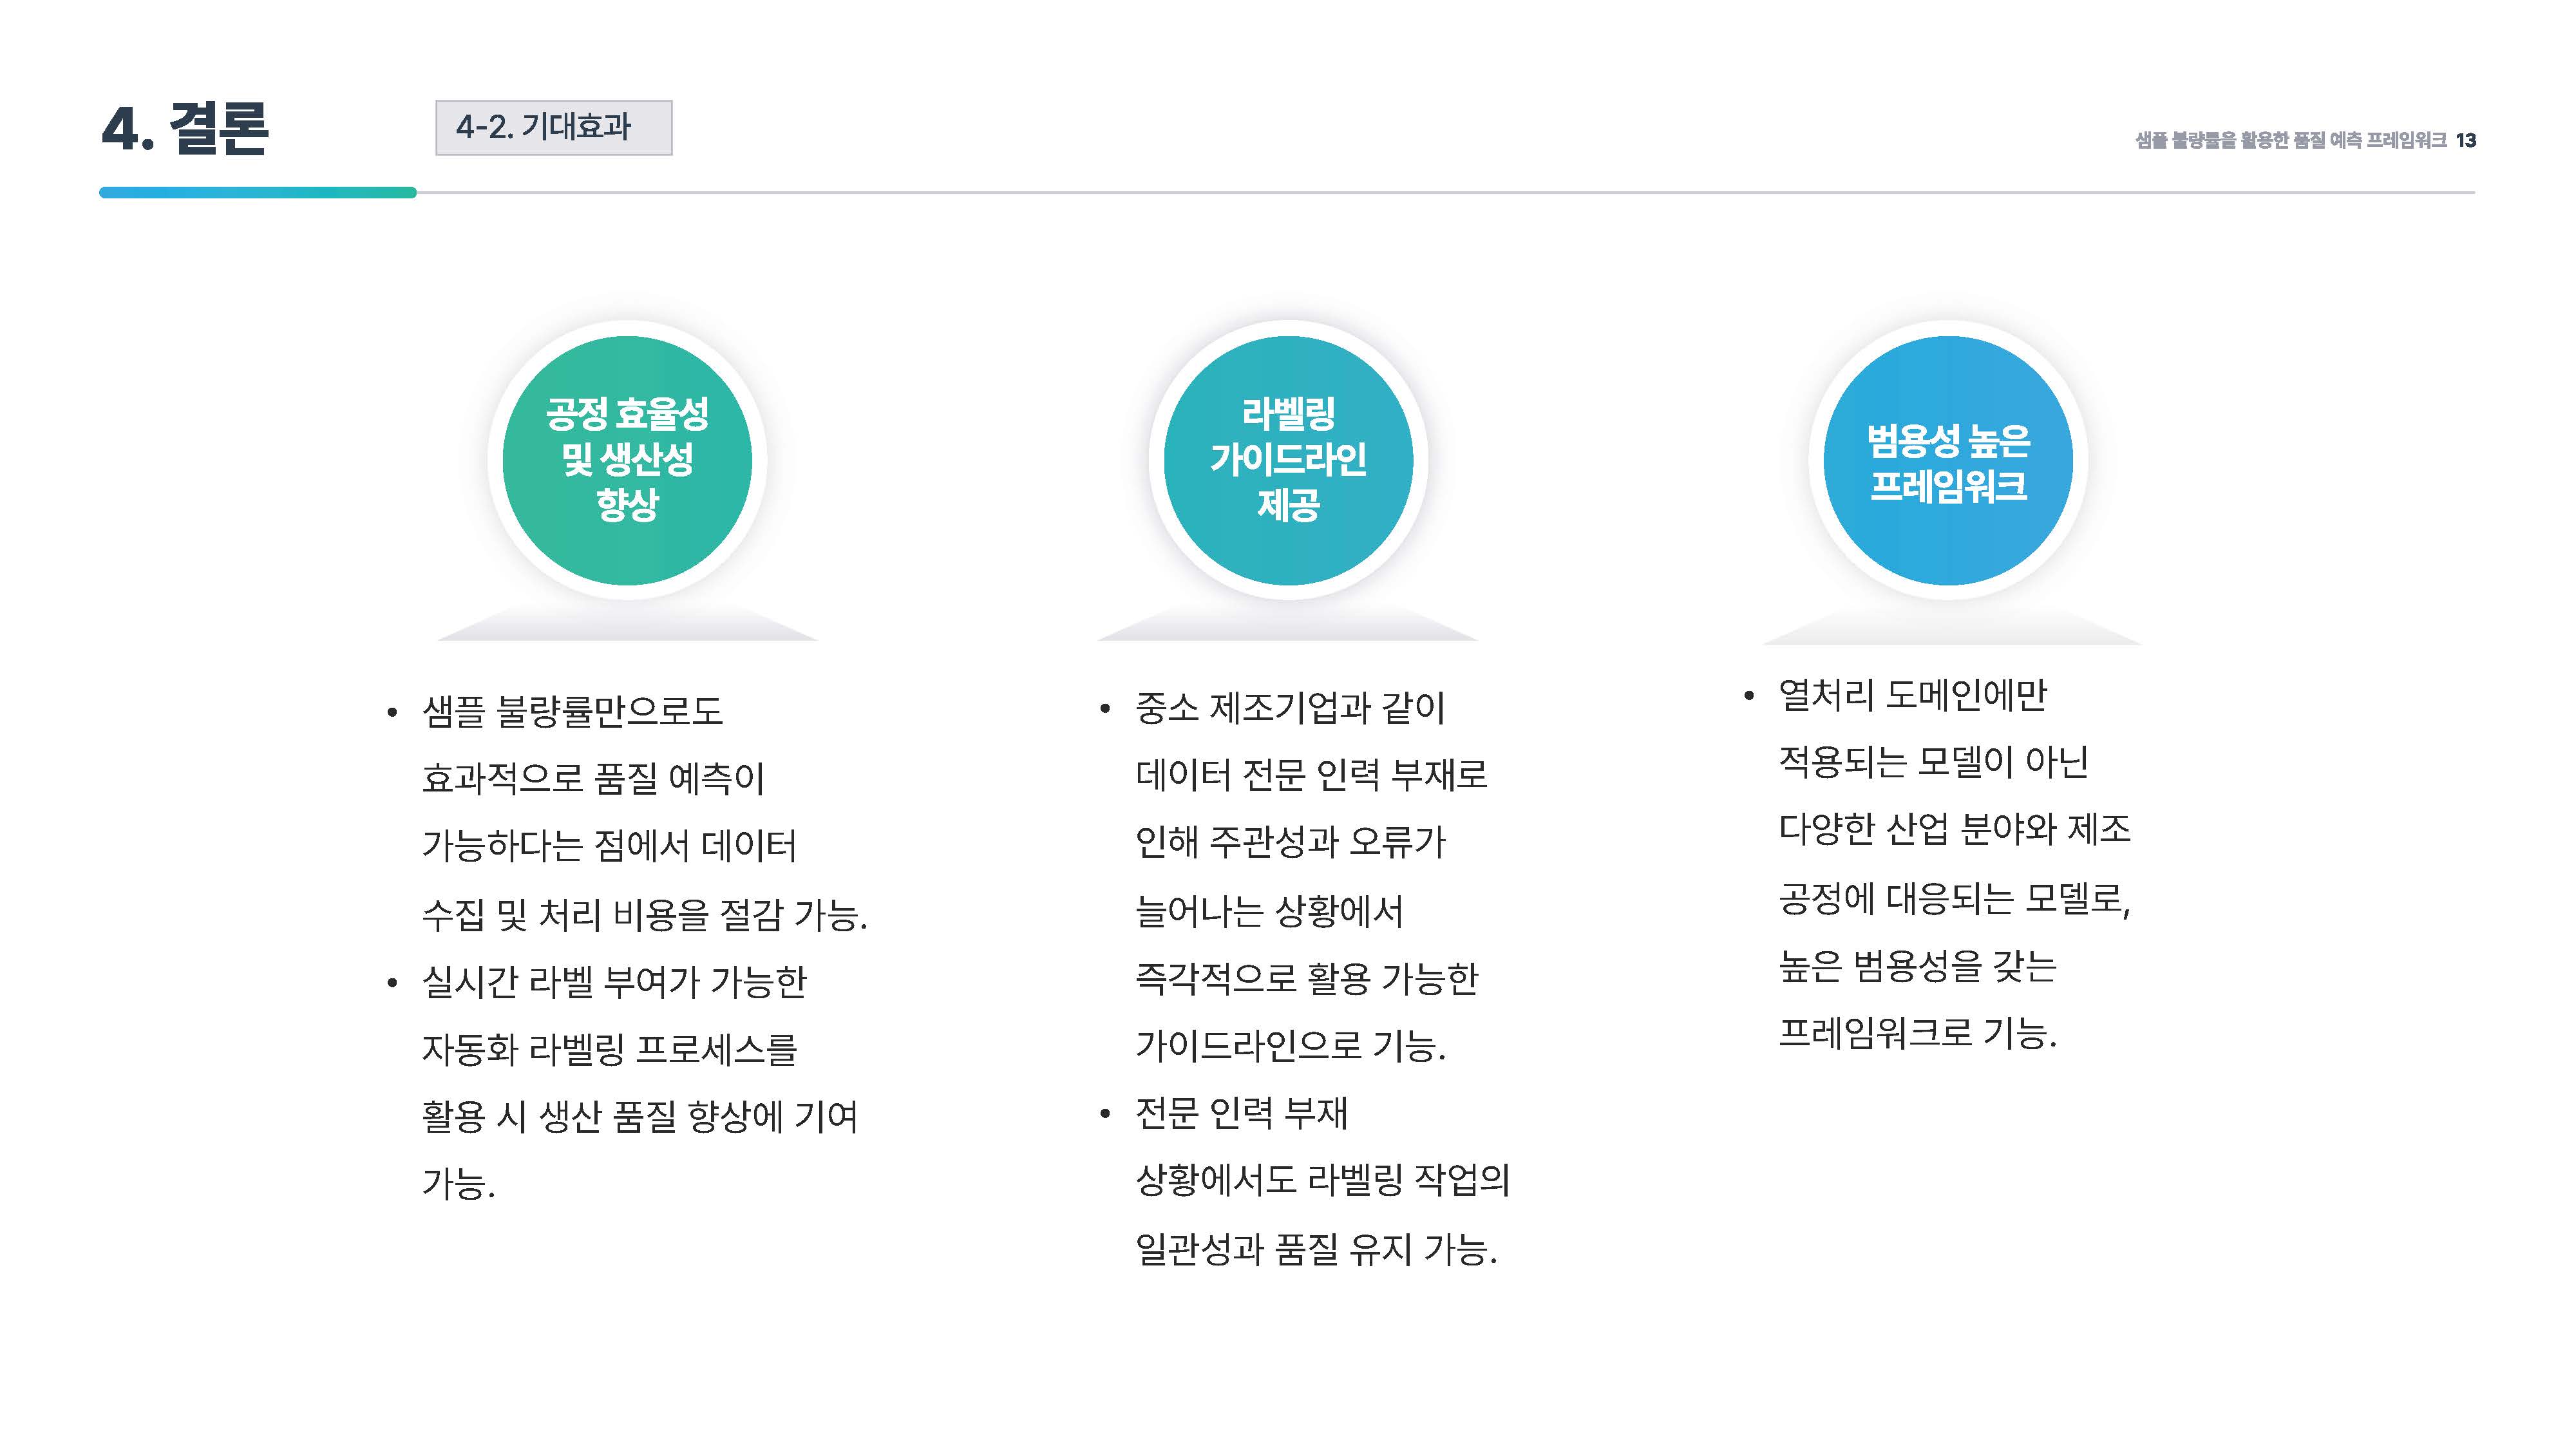 4. 결론
4-2. 기대효과
샘플 불량률을 활용한 품질 예측 프레임워크 13
공정 효율성
및 생산성
향상
• 샘플 불량률만으로도
효과적으로 품질 예측이
가능하다는 점에서 데이터
수집 및 처리 비용을 절감 가능.
• 실시간 라벨 부여가 가능한
자동화 라벨링 프로세스를
활용 시 생산 품질 향상에 기여
가능.
라벨링
가이드라인
제공
• 중소 제조기업과 같이
데이터 전문 인력 부재로
인해 주관성과 오류가
늘어나는 상황에서
즉각적으로 활용 가능한
가이드라인으로 기능.
• 전문 인력 부재
상황에서도 라벨링 작업의
일관성과 품질 유지 가능.
범용성 높은
프레임워크
• 열처리 도메인에만
적용되는 모델이 아닌
다양한 산업 분야와 제조
공정에 대응되는 모델로,
높은 범용성을 갖는
프레임워크로 기능.